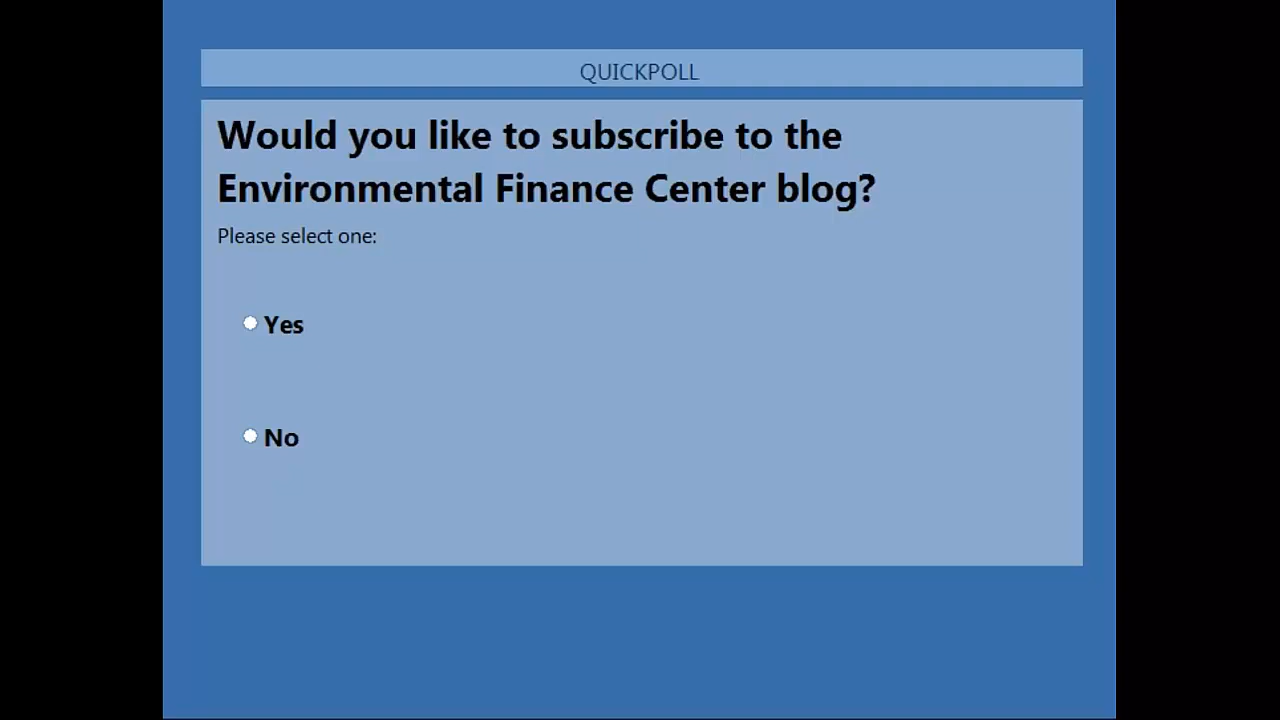 QUICKPOLL
Would you like to subscribe to the
Environmental Finance Center blog?
Please select one:
Yes
No